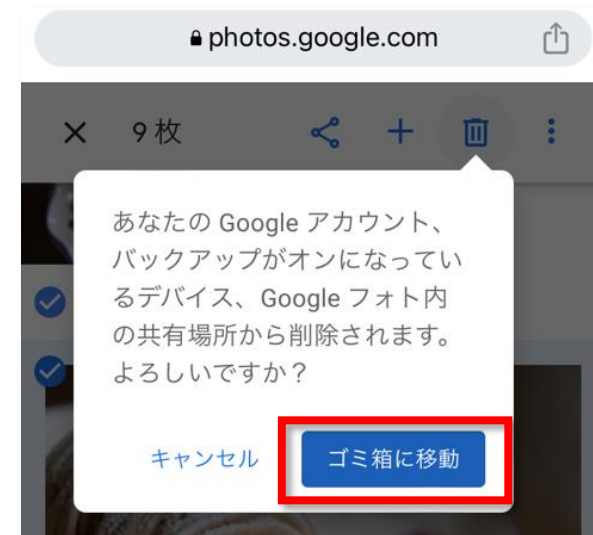 photos.google.com
9枚
あなたの Google アカウント、
バックアップがオンになってい
るデバイス、Google フォト内
の共有場所から削除されます。
よろしいですか？
キャンセル
ゴミ箱に移動